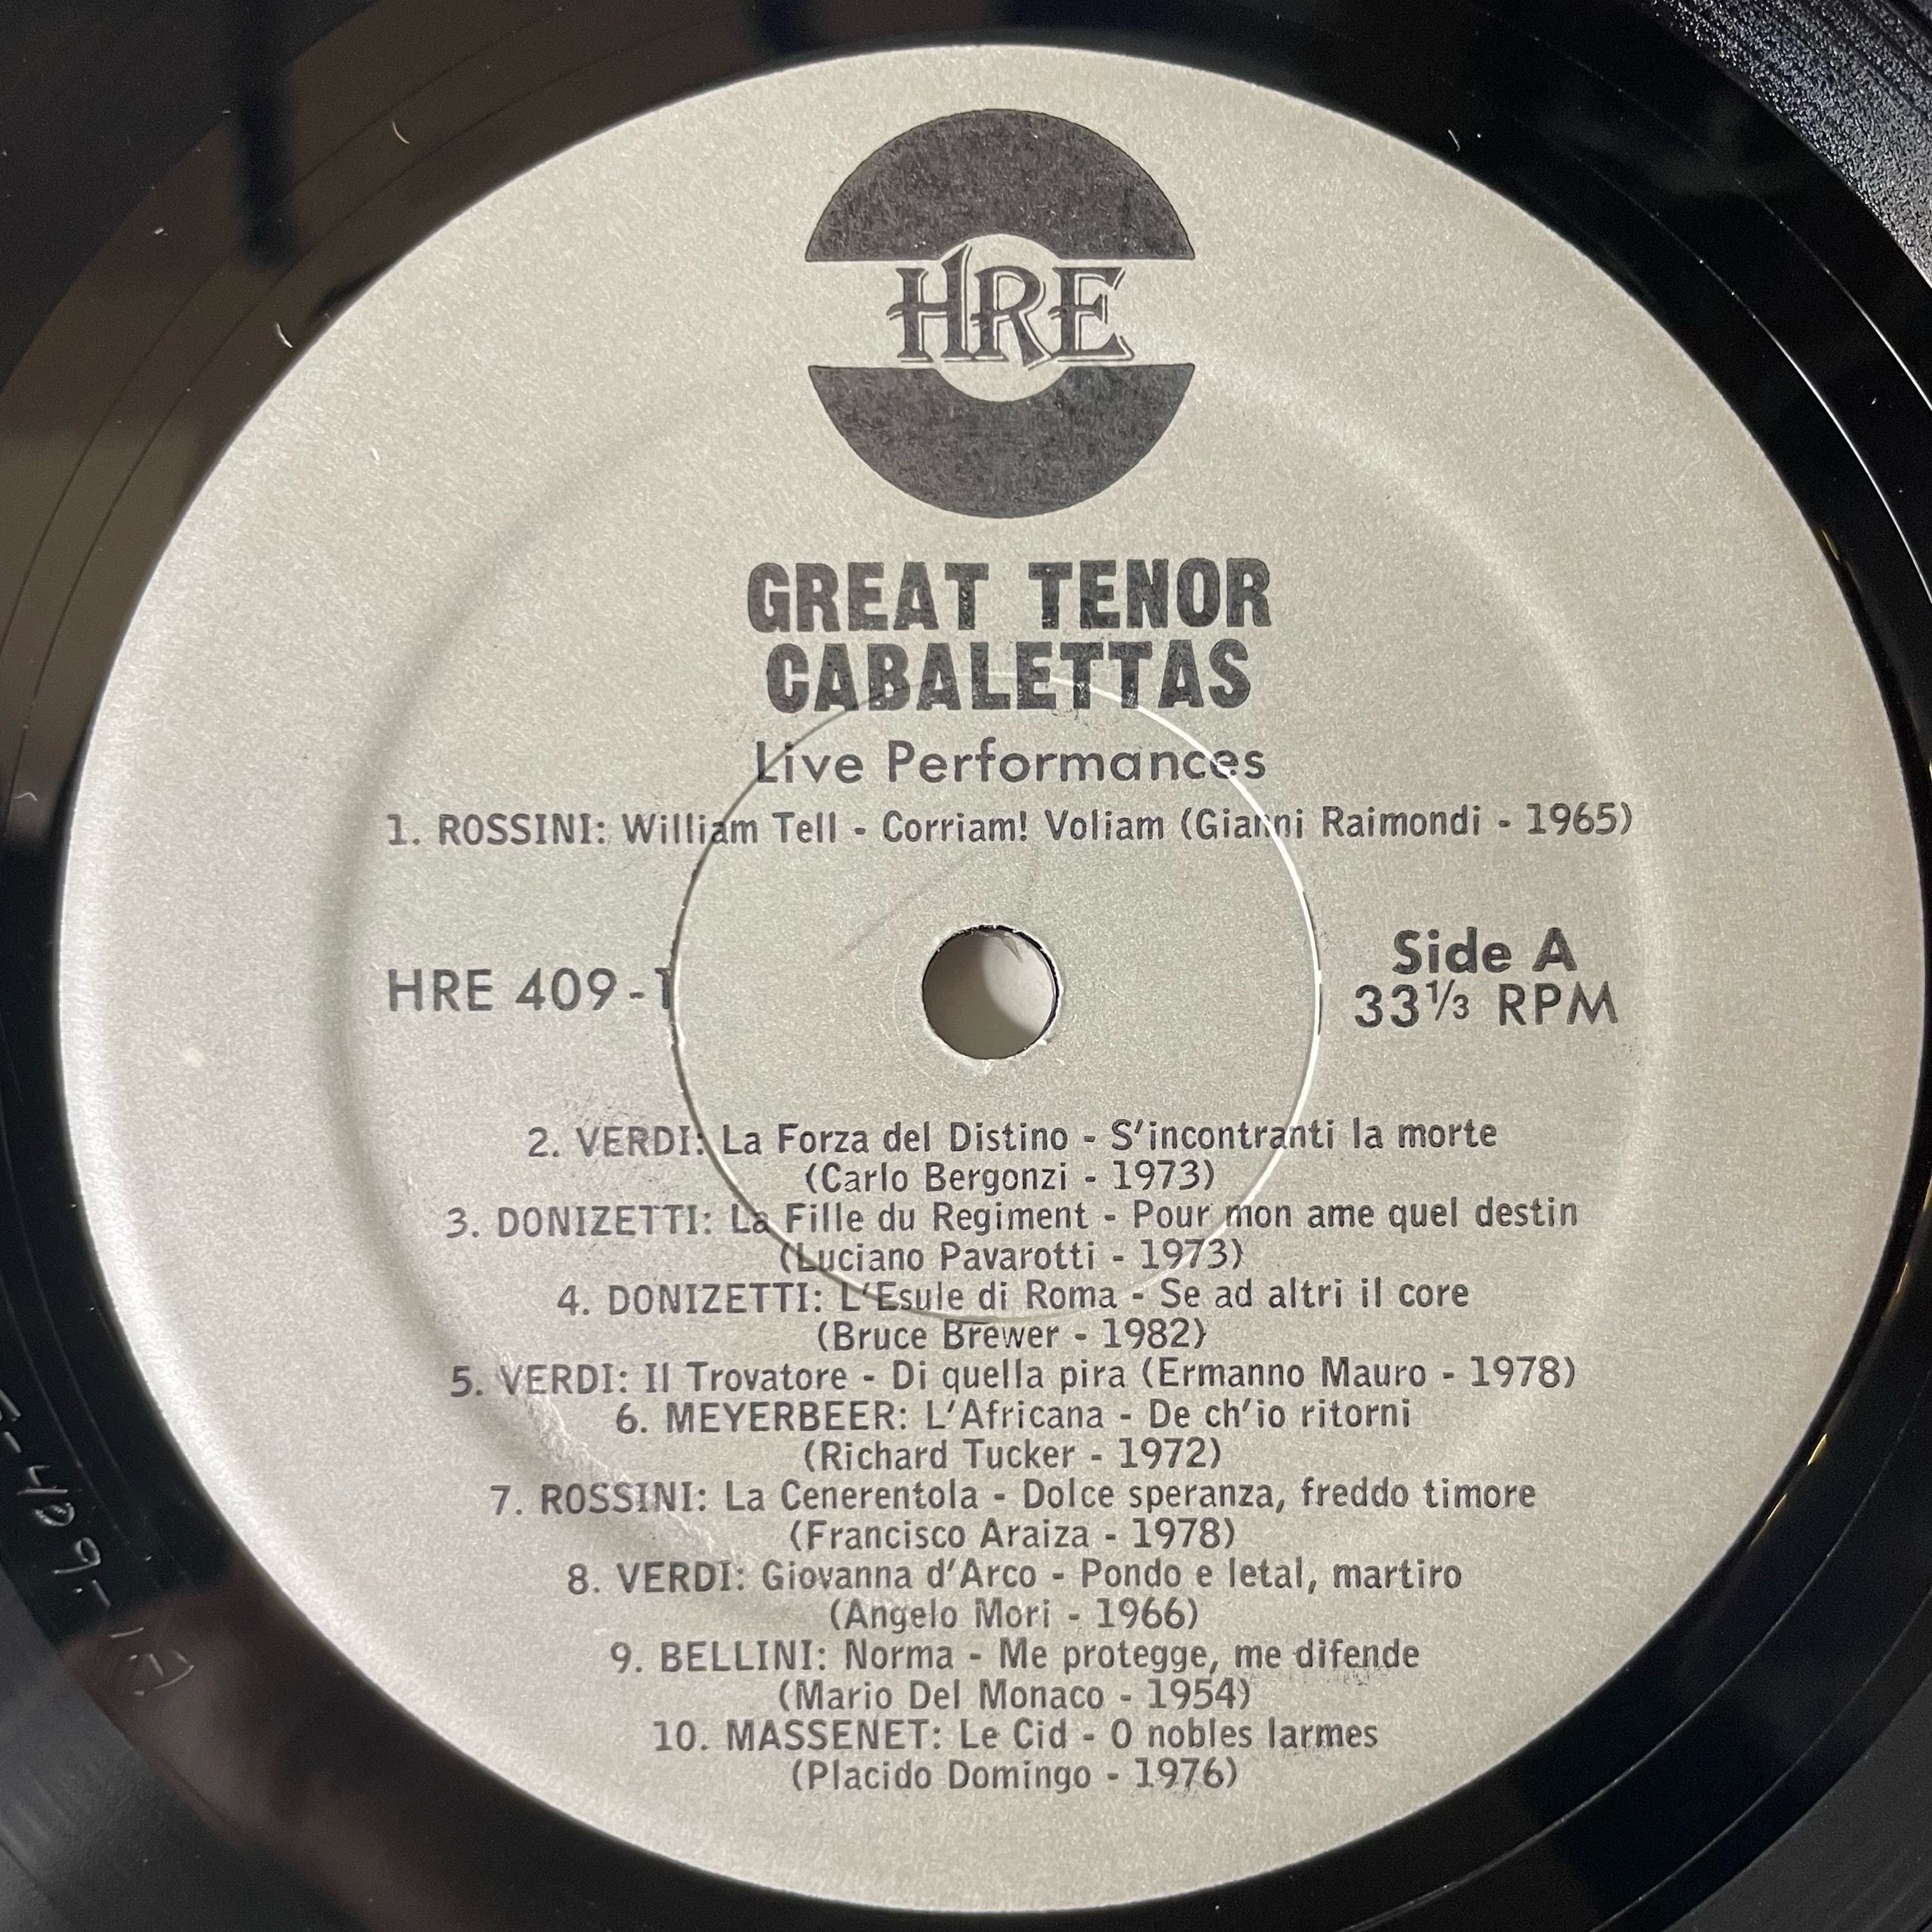 HRE
GREAT TENOR
CABALETTAS
Live Performances
1. ROSSINI: William Tell - Corriam! Voliam (Gianni Raimondi - 1965)
HRE 409-1
Side A
33⅓ RPM
2. VERDI: La Forza del Distino - S'incontranti la morte
(Carlo Bergonzi - 1973)
3. DONIZETTI: La Fille du Regiment - Pour mon ame quel destin
(Luciano Pavarotti - 1973)
4. DONIZETTI: L'Esule di Roma - Se ad altri il core
(Bruce Brewer - 1982)
5. VERDI: Il Trovatore - Di quella pira (Ermanno Mauro - 1978)
6. MEYERBEER: L'Africana - De ch'io ritorni
(Richard Tucker - 1972)
7. ROSSINI: La Cenerentola - Dolce speranza, freddo timore
(Francisco Araiza - 1978)
8. VERDI: Giovanna d'Arco - Pondo e letal, martiro
(Angelo Mori - 1966)
9. BELLINI: Norma - Me protegge, me difende
(Mario Del Monaco - 1954)
10. MASSENET: Le Cid - O nobles larmes
(Placido Domingo - 1976)